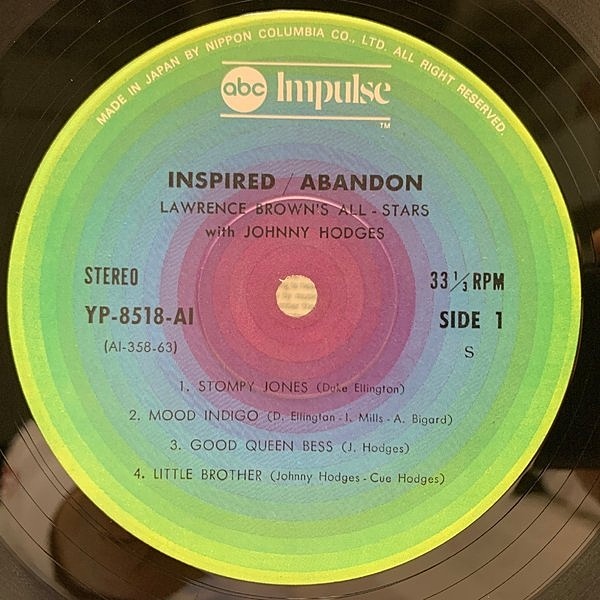 MADE IN JAPAN BY NIPPON COLUMBIA CO., LTD. ALL RIGHT RESERVED.
abc Impulse
TM
INSPIRED / ABANDON
LAWRENCE BROWN'S ALL-STARS
with JOHNNY HODGES
STEREO
33 1/3 RPM
YP-8518-AI
SIDE 1
(AI-358-63)
S
1. STOMPY JONES (Duke Ellington)
2. MOOD INDIGO (D. Ellington-I. Mills-A. Bigard)
3. GOOD QUEEN BESS (J. Hodges)
4. LITTLE BROTHER (Johnny Hodges-Cue Hodges)